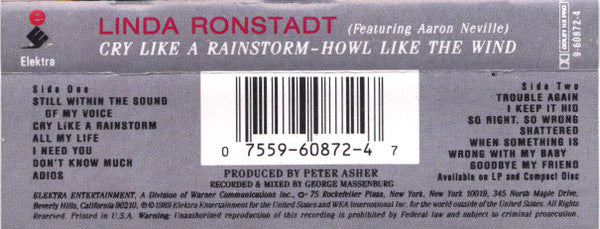 Elektra
LINDA RONSTADT (Featuring Aaron Neville)
CRY LIKE A RAINSTORM-HOWL LIKE THE WIND
DOLBY HX PRO
9-60872-4
Side One
STILL WITHIN THE SOUND
OF MY VOICE
CRY LIKE A RAINSTORM
ALL MY LIFE
I NEED YOU
DON'T KNOW MUCH
ADIOS
0 7559-60872-4 7
Side Two
TROUBLE AGAIN
I KEEP IT HID
SO RIGHT, SO WRONG
SHATTERED
WHEN SOMETHING IS
WRONG WITH MY BABY
GOODBYE MY FRIEND
Available on LP and Compact Disc
PRODUCED BY PETER ASHER
RECORDED & MIXED BY GEORGE MASSENBURG
ELEKTRA ENTERTAINMENT, A Division of Warner Communications Inc., 75 Rockefeller Plaza, New York, New York 10019, 345 North Maple Drive,
Beverly Hills, California 90210. ℗ © 1989 Elektra Entertainment for the United States and WEA International Inc. for the world outside of the United States. All Rights
Reserved. Printed in U.S.A. Warning: Unauthorized reproduction of this recording is prohibited by Federal law and subject to criminal prosecution.